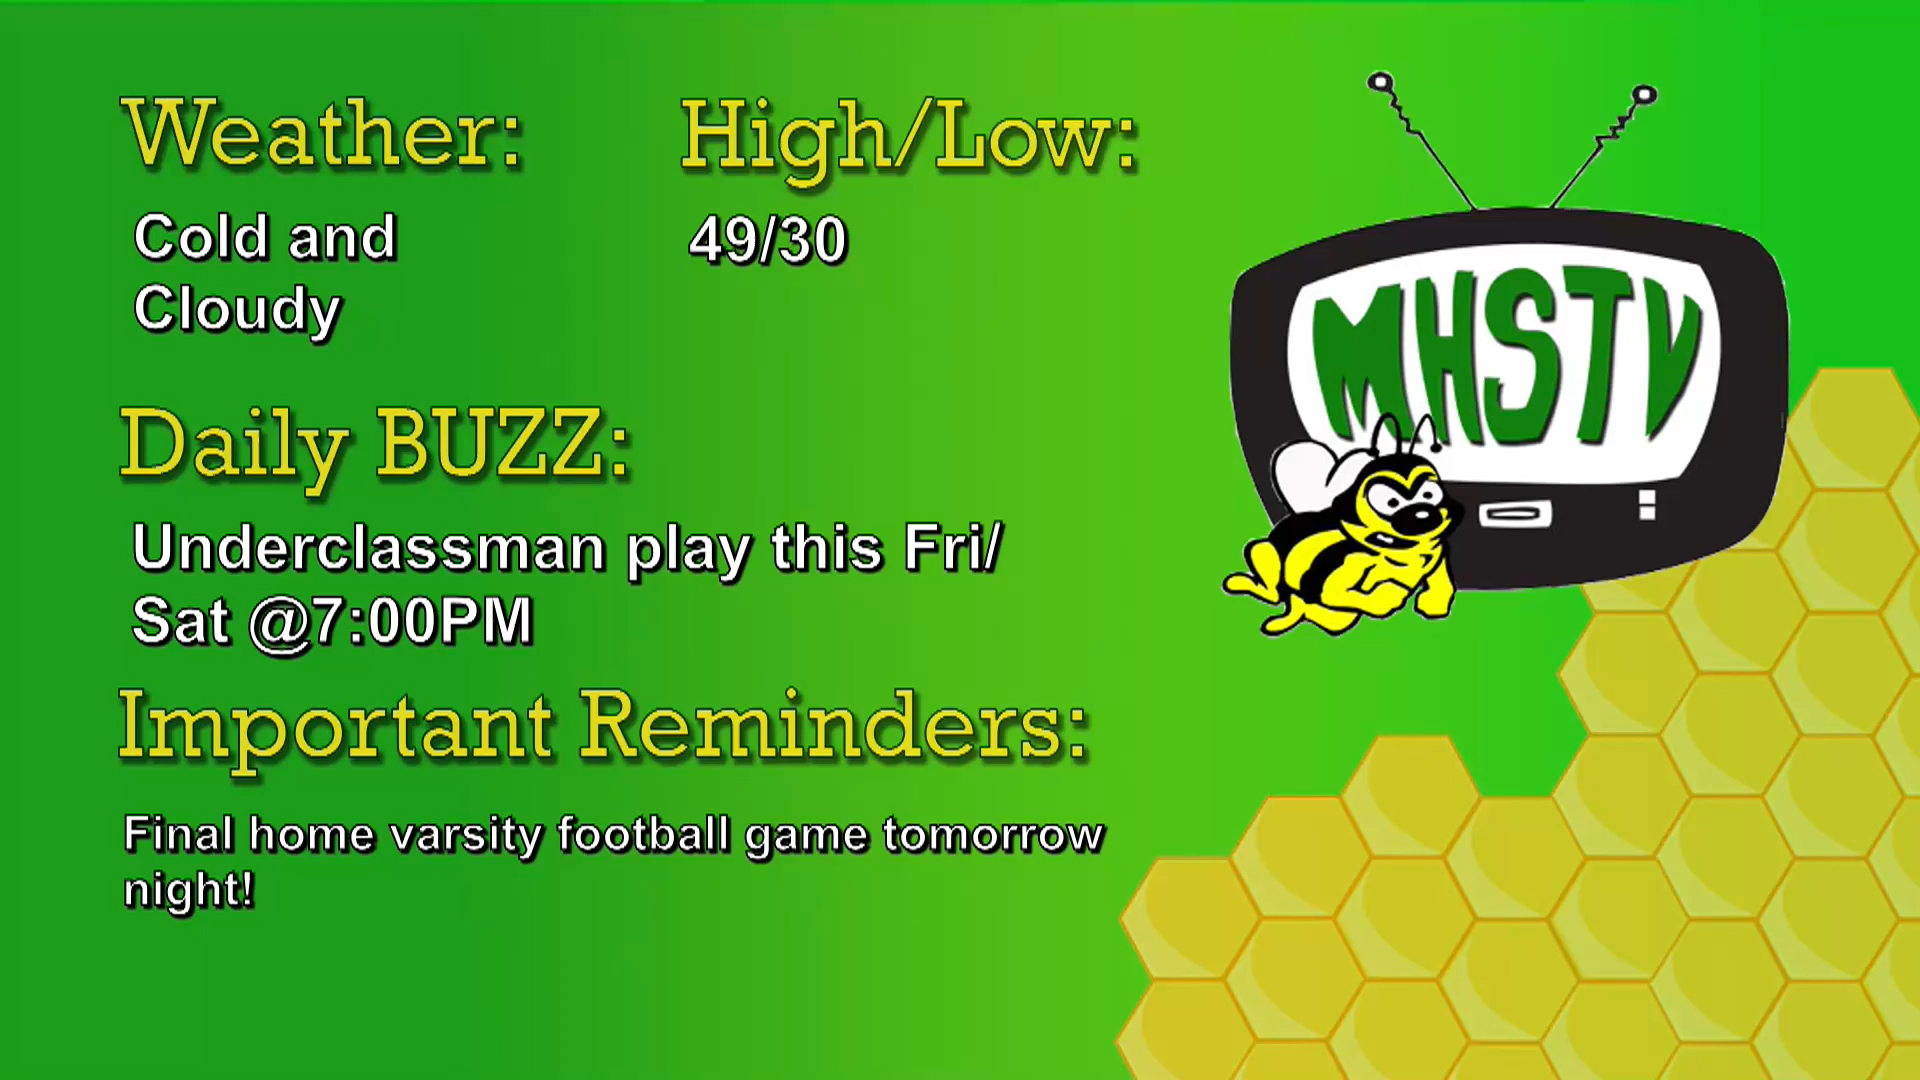 Weather:
High/Low:
Cold and
Cloudy
49/30
Daily BUZZ:
Underclassman play this Fri/
Sat @7:00PM
Important Reminders:
Final home varsity football game tomorrow
night!
MHSTV